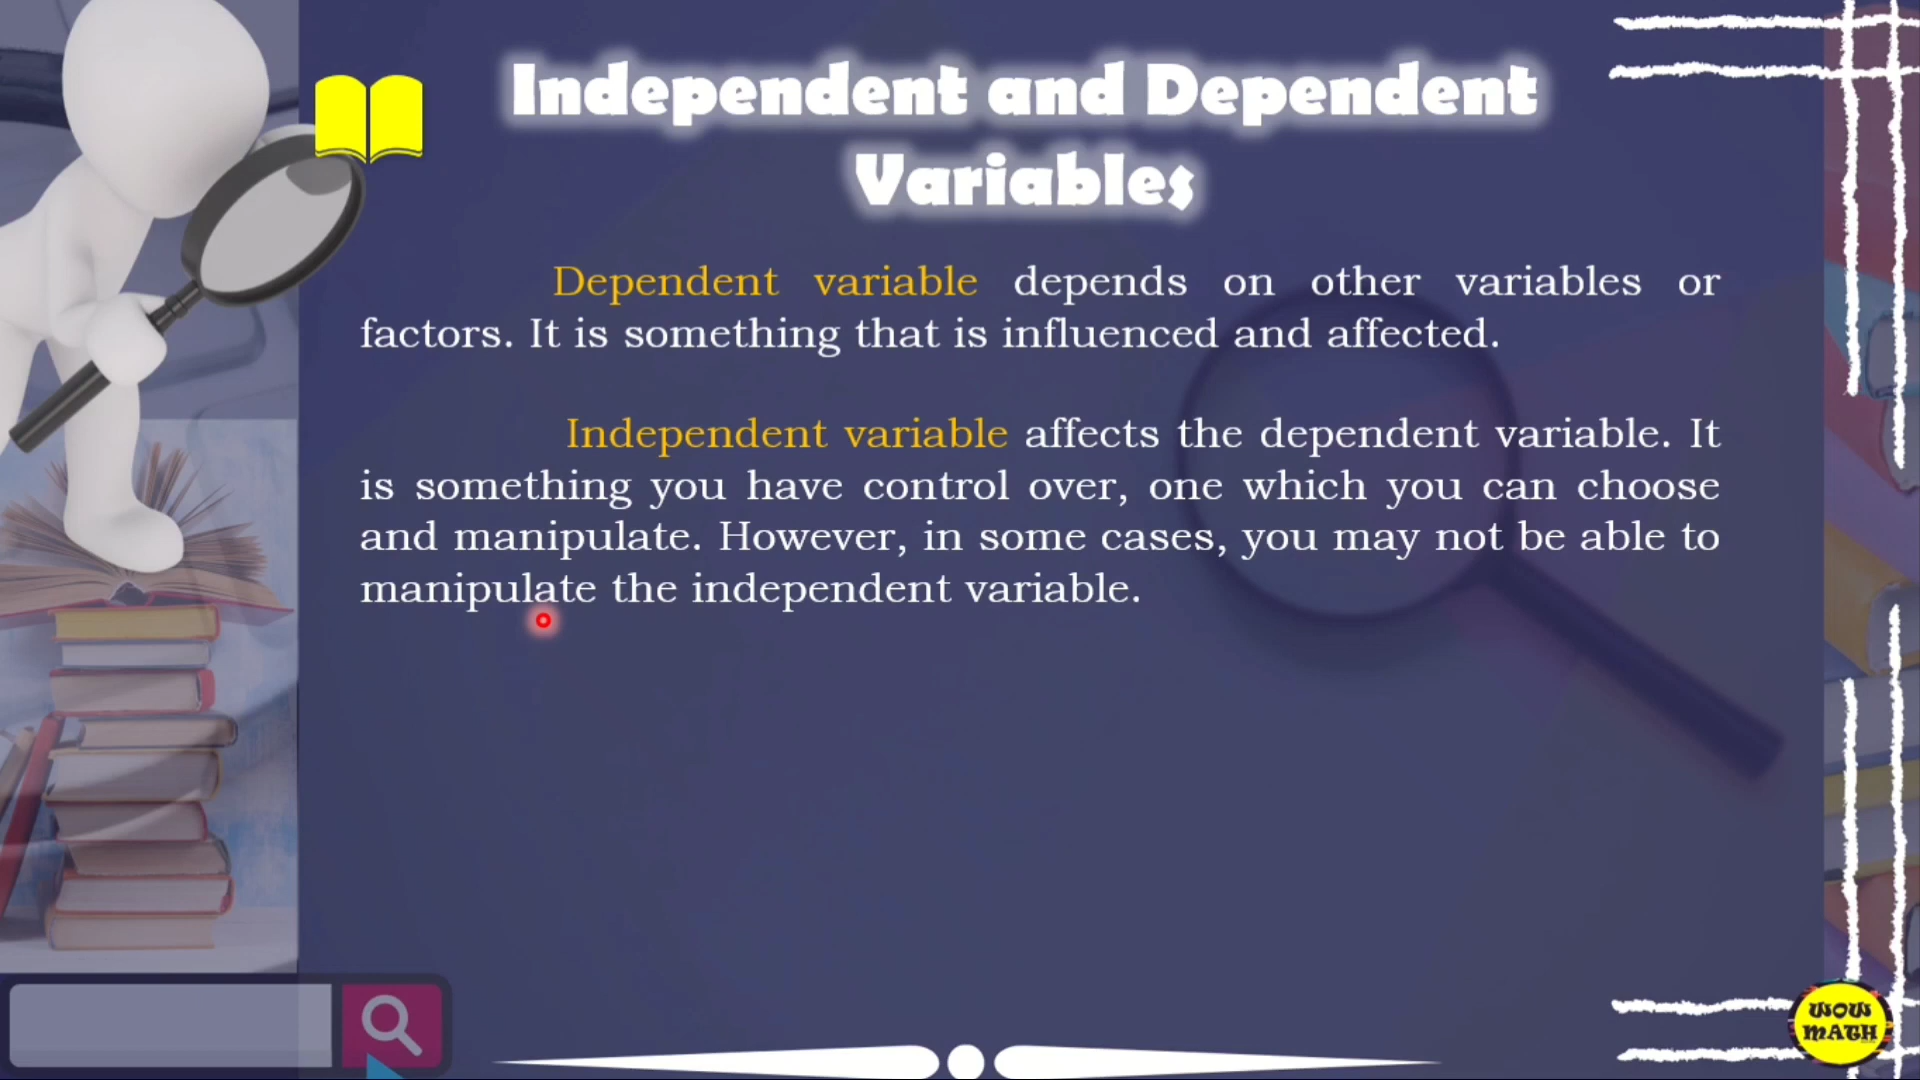 Independent and Dependent
Variables
Dependent variable depends on other variables or
factors. It is something that is influenced and affected.
Independent variable affects the dependent variable. It
is something you have control over, one which you can choose
and manipulate. However, in some cases, you may not be able to
manipulate the independent variable.
WOW
MATH